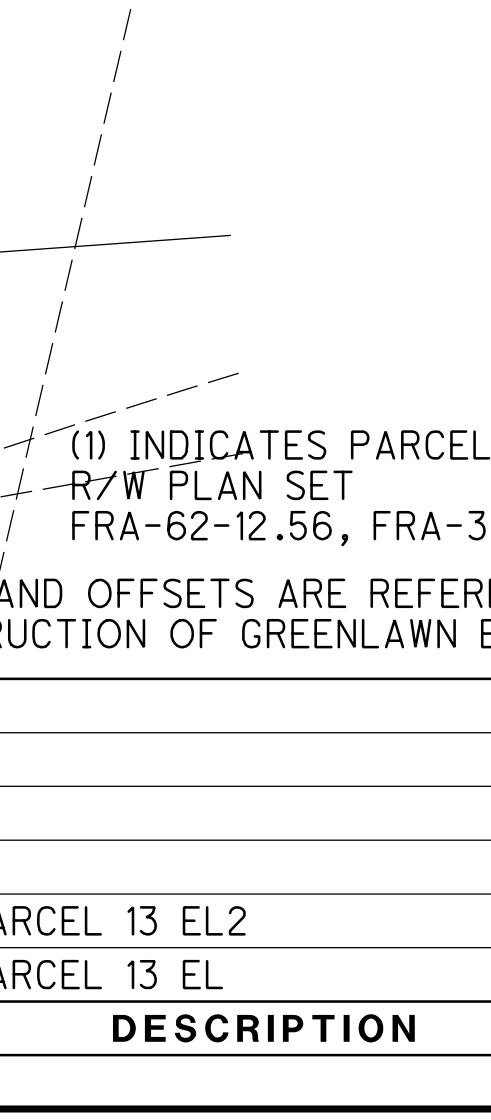 (1) INDICATES PARCEL
R/W PLAN SET
FRA-62-12.56, FRA-3
AND OFFSETS ARE REFER
RUCTION OF GREENLAWN
ARCEL 13 EL2
ARCEL 13 EL
DESCRIPTION